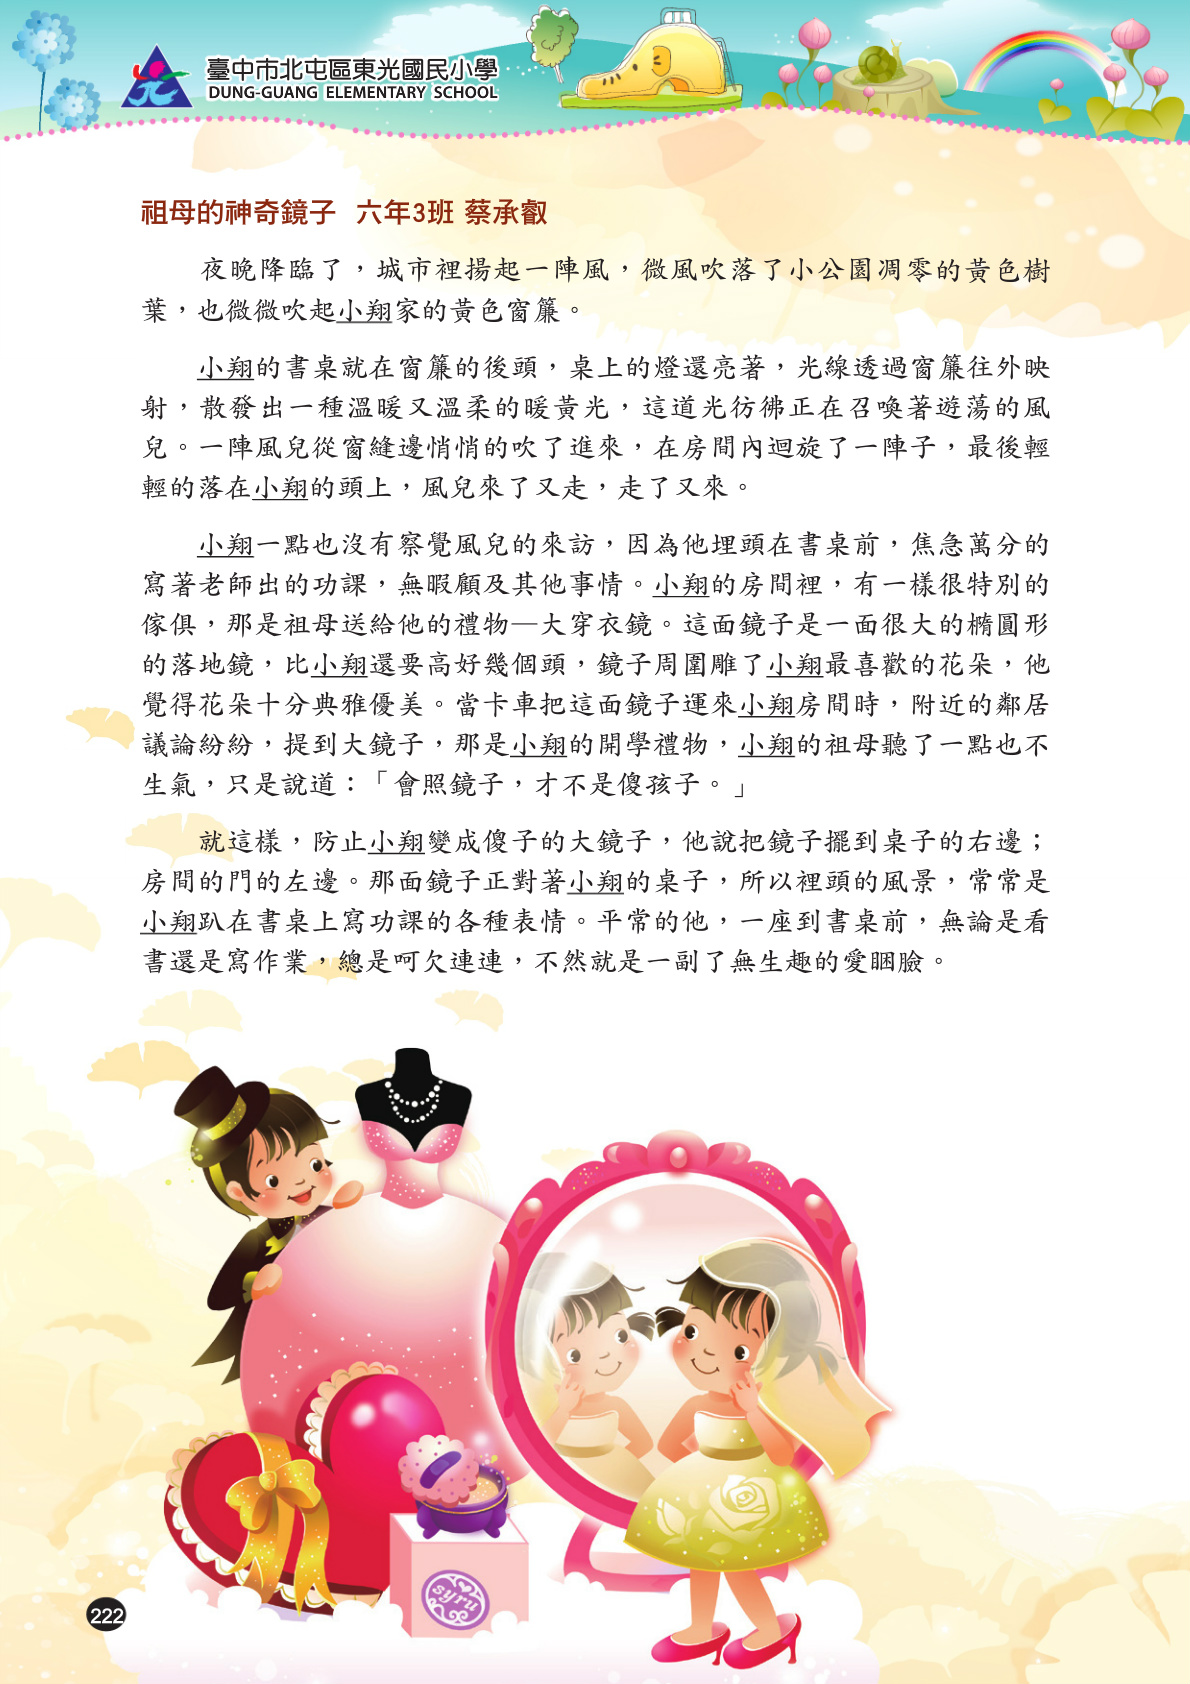 臺中市北屯區東光國民小學
DUNG-GUANG ELEMENTARY SCHOOL
祖母的神奇鏡子 六年3班 蔡承叡
夜晚降臨了，城市裡揚起一陣風，微風吹落了小公園凋零的黃色樹
葉，也微微吹起小翔家的黃色窗簾。
小翔的書桌就在窗簾的後頭，桌上的燈還亮著，光線透過窗簾往外映
射，散發出一種溫暖又溫柔的暖黃光，這道光彷彿正在召喚著遊蕩的風
兒。一陣風兒從窗縫邊悄悄的吹了進來，在房間內迴旋了一陣子，最後輕
輕的落在小翔的頭上，風兒來了又走，走了又來。
小翔一點也沒有察覺風兒的來訪，因為他埋頭在書桌前，焦急萬分的
寫著老師出的功課，無暇顧及其他事情。小翔的房間裡，有一樣很特別的
傢俱，那是祖母送給他的禮物─大穿衣鏡。這面鏡子是一面很大的橢圓形
的落地鏡，比小翔還要高好幾個頭，鏡子周圍雕了小翔最喜歡的花朵，他
覺得花朵十分典雅優美。當卡車把這面鏡子運來小翔房間時，附近的鄰居
議論紛紛，提到大鏡子，那是小翔的開學禮物，小翔的祖母聽了一點也不
生氣，只是說道：「會照鏡子，才不是傻孩子。」
就這樣，防止小翔變成傻子的大鏡子，他說把鏡子擺到桌子的右邊；
房間的門的左邊。那面鏡子正對著小翔的桌子，所以裡頭的風景，常常是
小翔趴在書桌上寫功課的各種表情。平常的他，一座到書桌前，無論是看
書還是寫作業，總是呵欠連連，不然就是一副了無生趣的愛睏臉。
syru
222